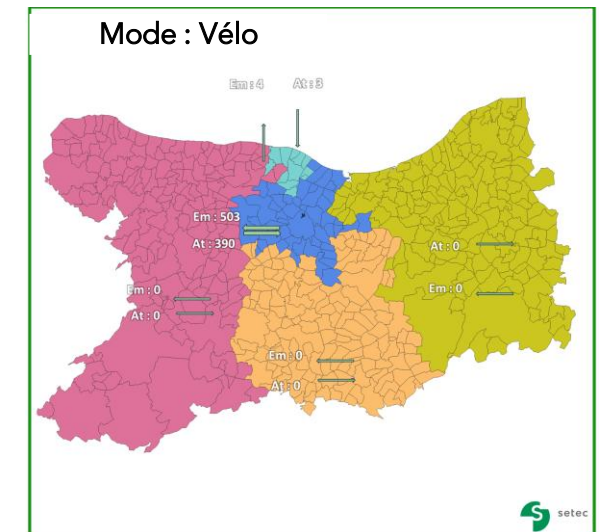 Mode : Vélo
Em : 4 At : 3
Em : 503
At : 390
At : 0
Em : 0
Em : 0
At : 0
Em : 0
At : 0
setec